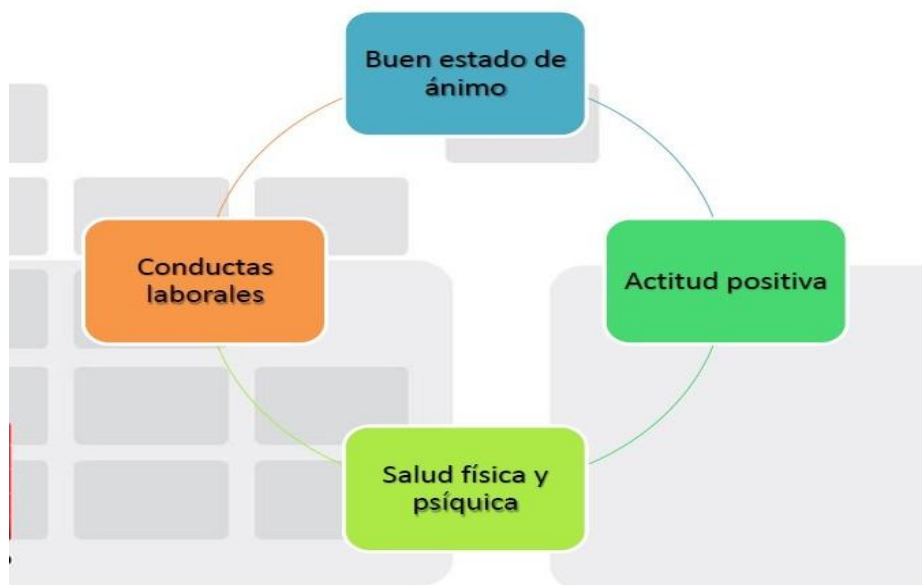 Buen estado de
ánimo
Actitud positiva
Conductas
laborales
Salud física y
psíquica